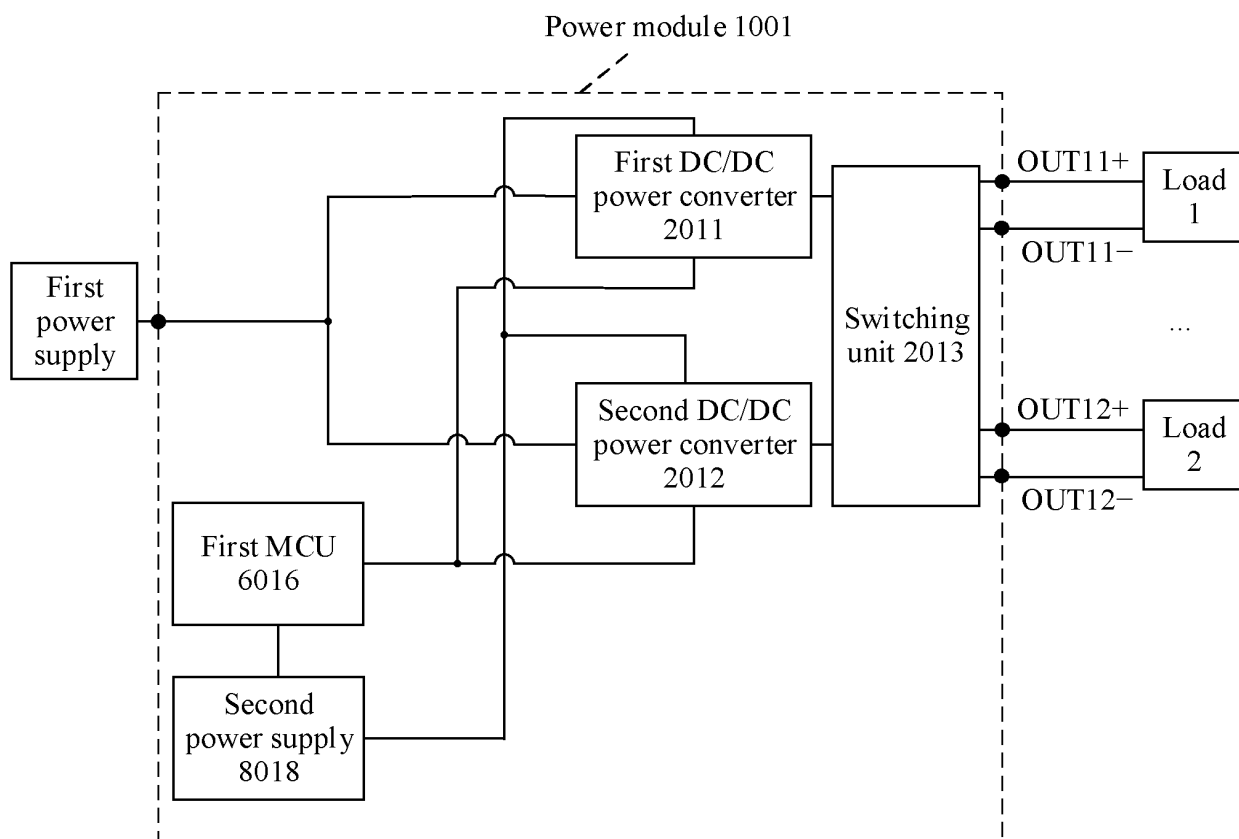 Power module 1001
First DC/DC
power converter
2011
OUT11+
Load
1
OUT11−
First
power
supply
Switching
unit 2013
...
Second DC/DC
power converter
2012
OUT12+
Load
2
OUT12−
First MCU
6016
Second
power supply
8018